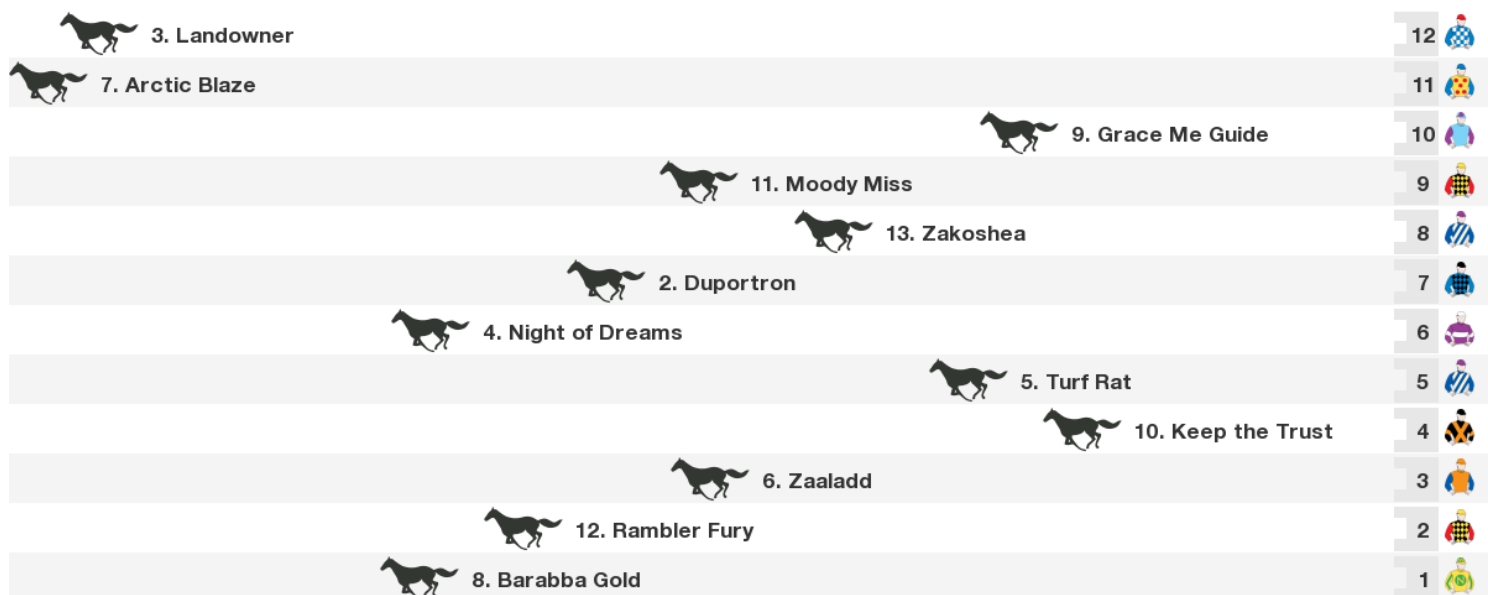 3. Landowner 12
7. Arctic Blaze 11
9. Grace Me Guide 10
11. Moody Miss 9
13. Zakoshea 8
2. Duportron 7
4. Night of Dreams 6
5. Turf Rat 5
10. Keep the Trust 4
6. Zaaladd 3
12. Rambler Fury 2
8. Barabba Gold 1
N